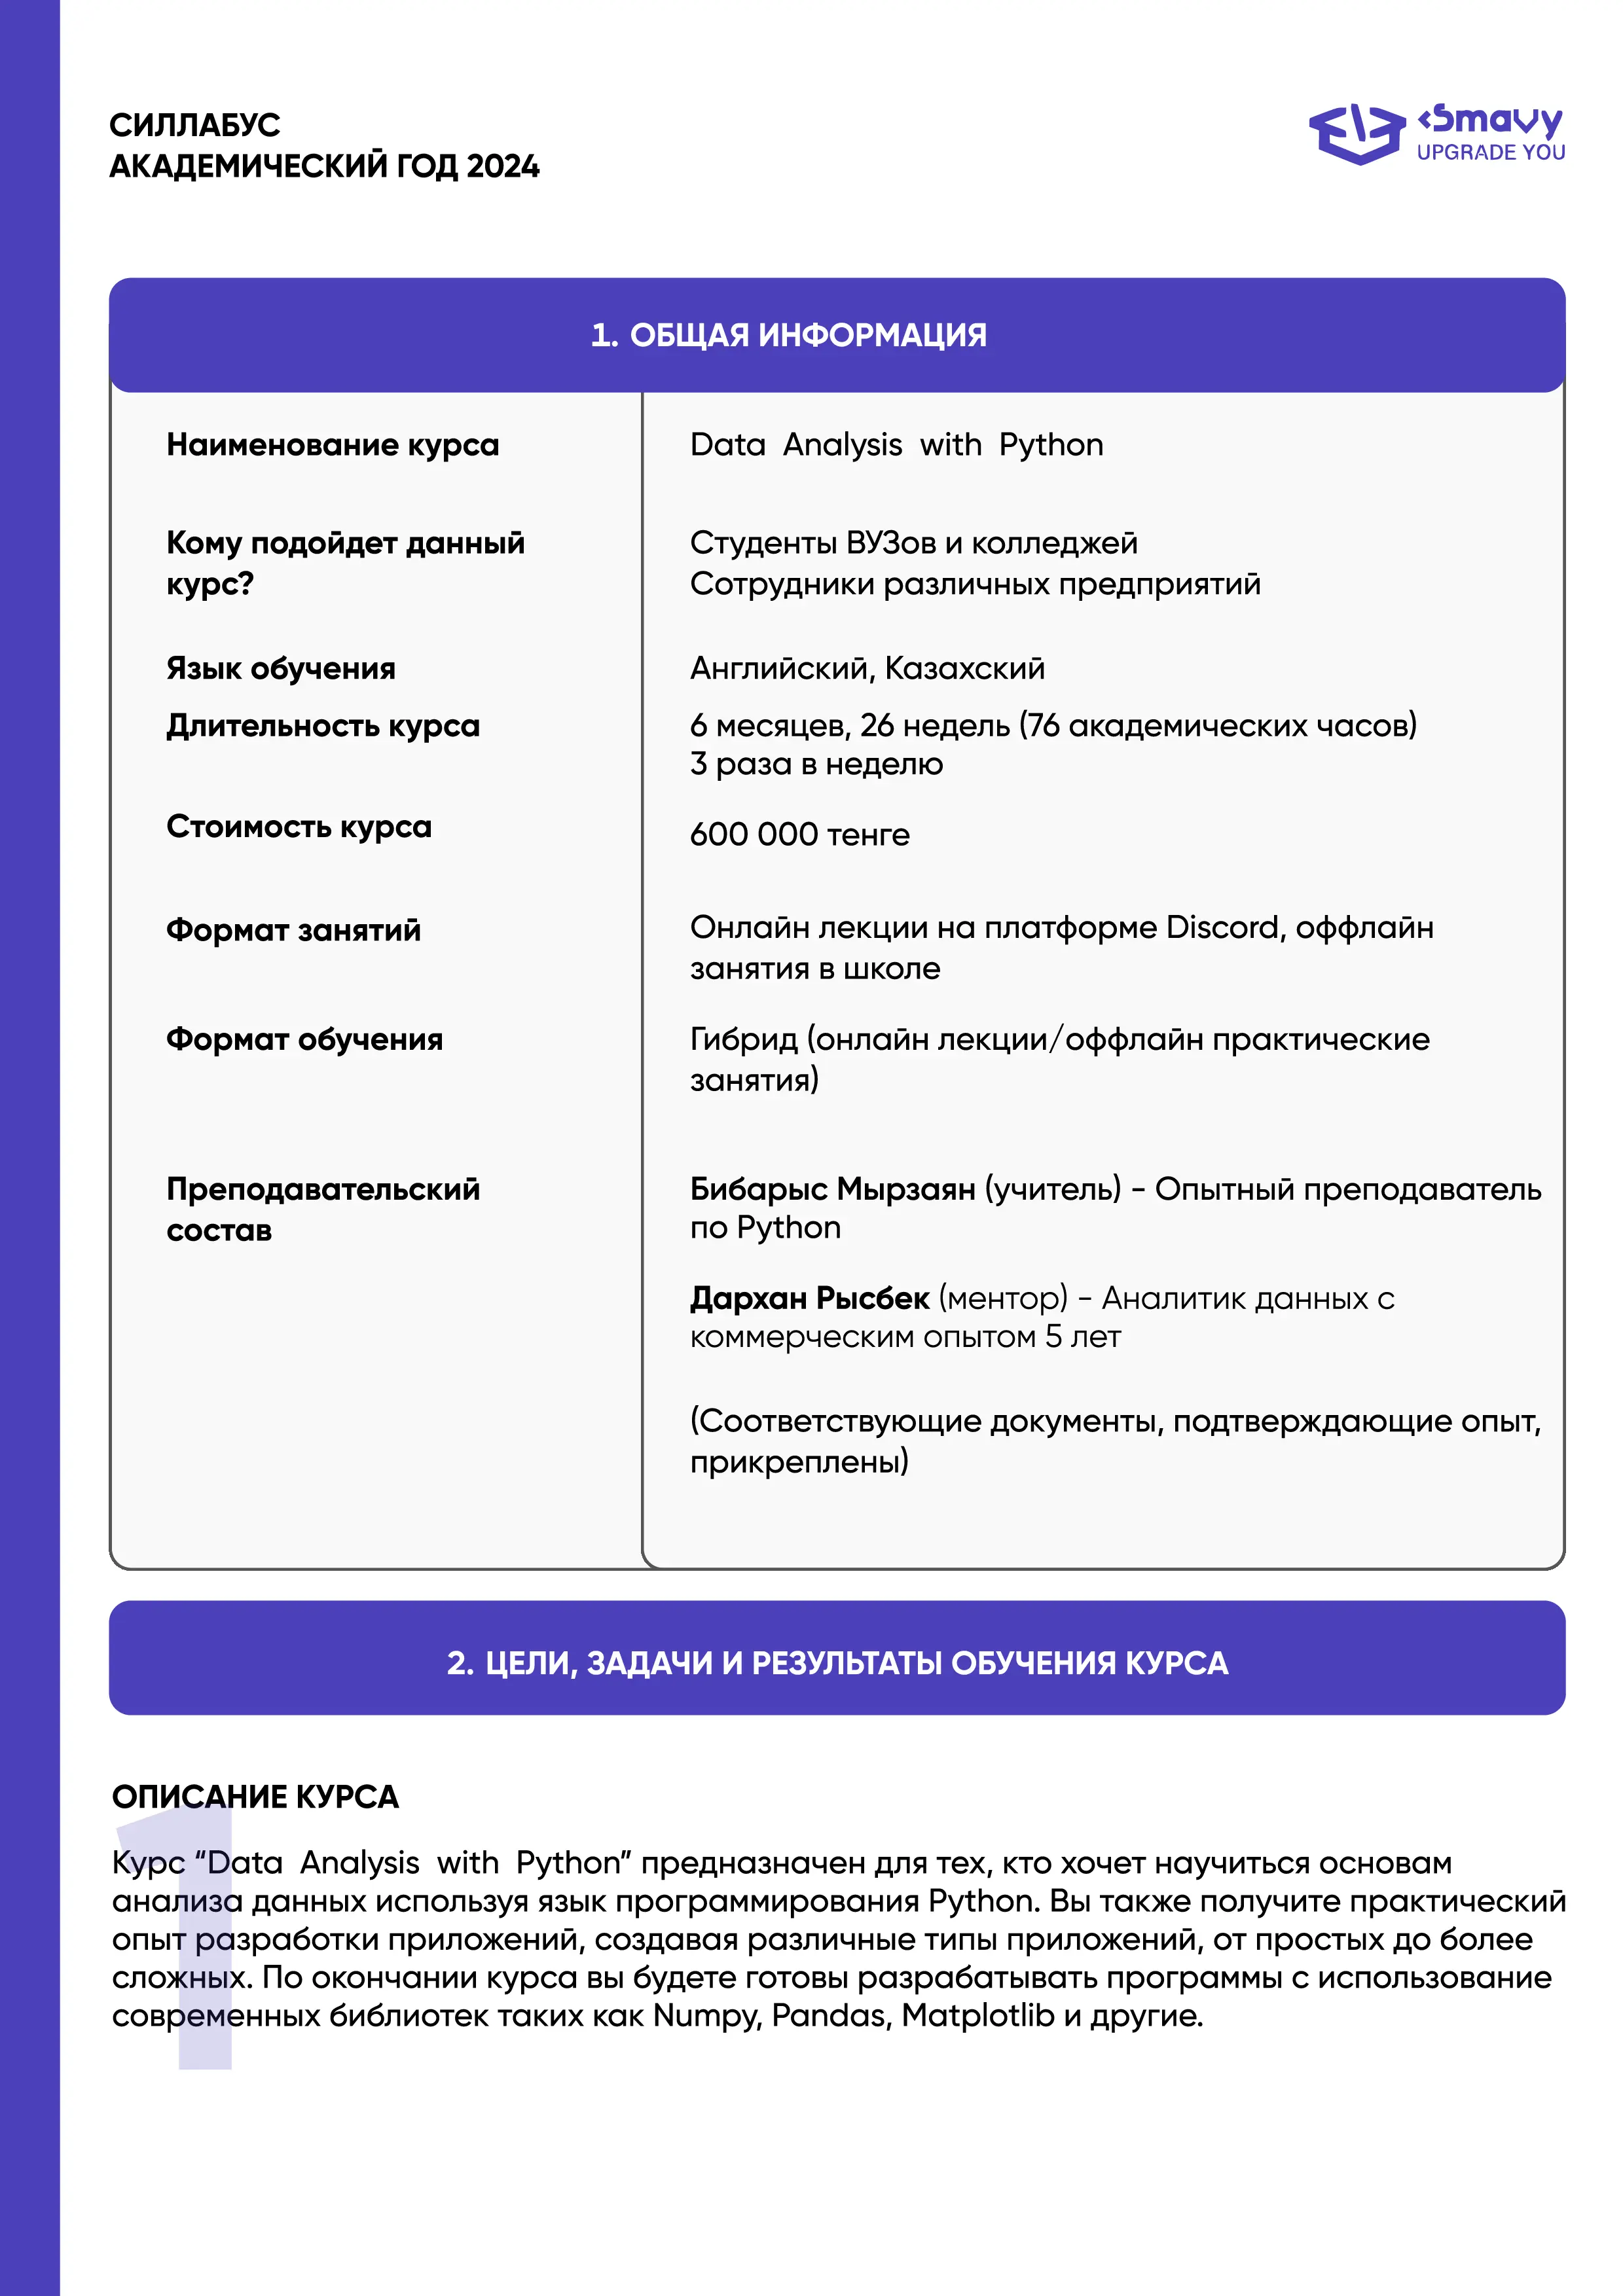 СИЛЛАБУС
АКАДЕМИЧЕСКИЙ ГОД 2024
<Smavy
UPGRADE YOU
1. ОБЩАЯ ИНФОРМАЦИЯ
Наименование курса
Data Analysis with Python
Кому подойдет данный
курс?
Студенты ВУЗов и колледжей
Сотрудники различных предприятий
Язык обучения
Английский, Казахский
Длительность курса
6 месяцев, 26 недель (76 академических часов)
3 раза в неделю
Стоимость курса
600 000 тенге
Формат занятий
Онлайн лекции на платформе Discord, оффлайн
занятия в школе
Формат обучения
Гибрид (онлайн лекции/оффлайн практические
занятия)
Преподавательский
состав
Бибарыс Мырзаян (учитель) - Опытный преподаватель
по Python
Дархан Рысбек (ментор) - Аналитик данных с
коммерческим опытом 5 лет
(Соответствующие документы, подтверждающие опыт,
прикреплены)
2. ЦЕЛИ, ЗАДАЧИ И РЕЗУЛЬТАТЫ ОБУЧЕНИЯ КУРСА
ОПИСАНИЕ КУРСА
Курс “Data Analysis with Python” предназначен для тех, кто хочет научиться основам
анализа данных используя язык программирования Python. Вы также получите практический
опыт разработки приложений, создавая различные типы приложений, от простых до более
сложных. По окончании курса вы будете готовы разрабатывать программы с использование
современных библиотек таких как Numpy, Pandas, Matplotlib и другие.
1